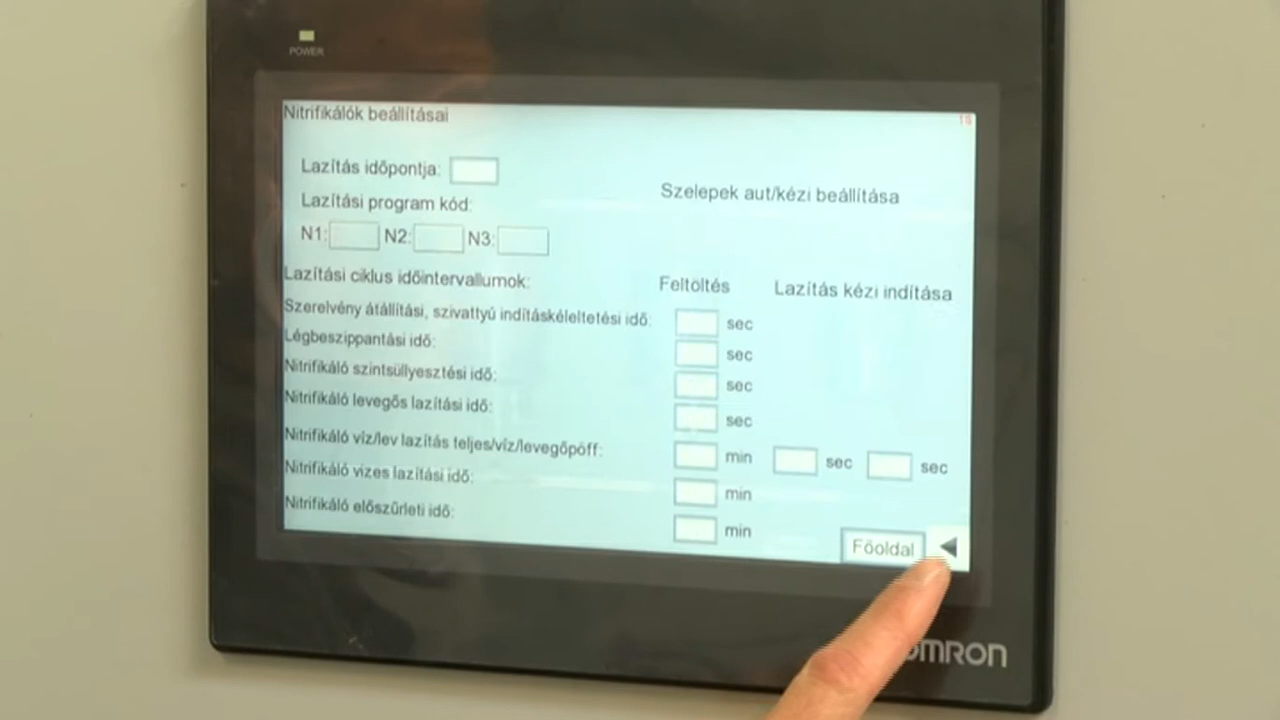 POWER
Nitrifikálók beállításai
16
Lazítás időpontja:
Szelepek aut/kézi beállítása
Lazítási program kód:
N1: N2: N3:
Lazítási ciklus időintervallumok: Feltöltés Lazítás kézi indítása
Szerelvény átállítási, szivattyú indításkéleltetési idő: sec
Légbeszippantási idő: sec
Nitrifikáló szintsüllyesztési idő: sec
Nitrifikáló levegős lazítási idő: sec
Nitrifikáló víz/lev lazítás teljes/víz/levegőpöff: min sec sec
Nitrifikáló vizes lazítási idő: min
Nitrifikáló előszűrleti idő: min
Főoldal
OMRON